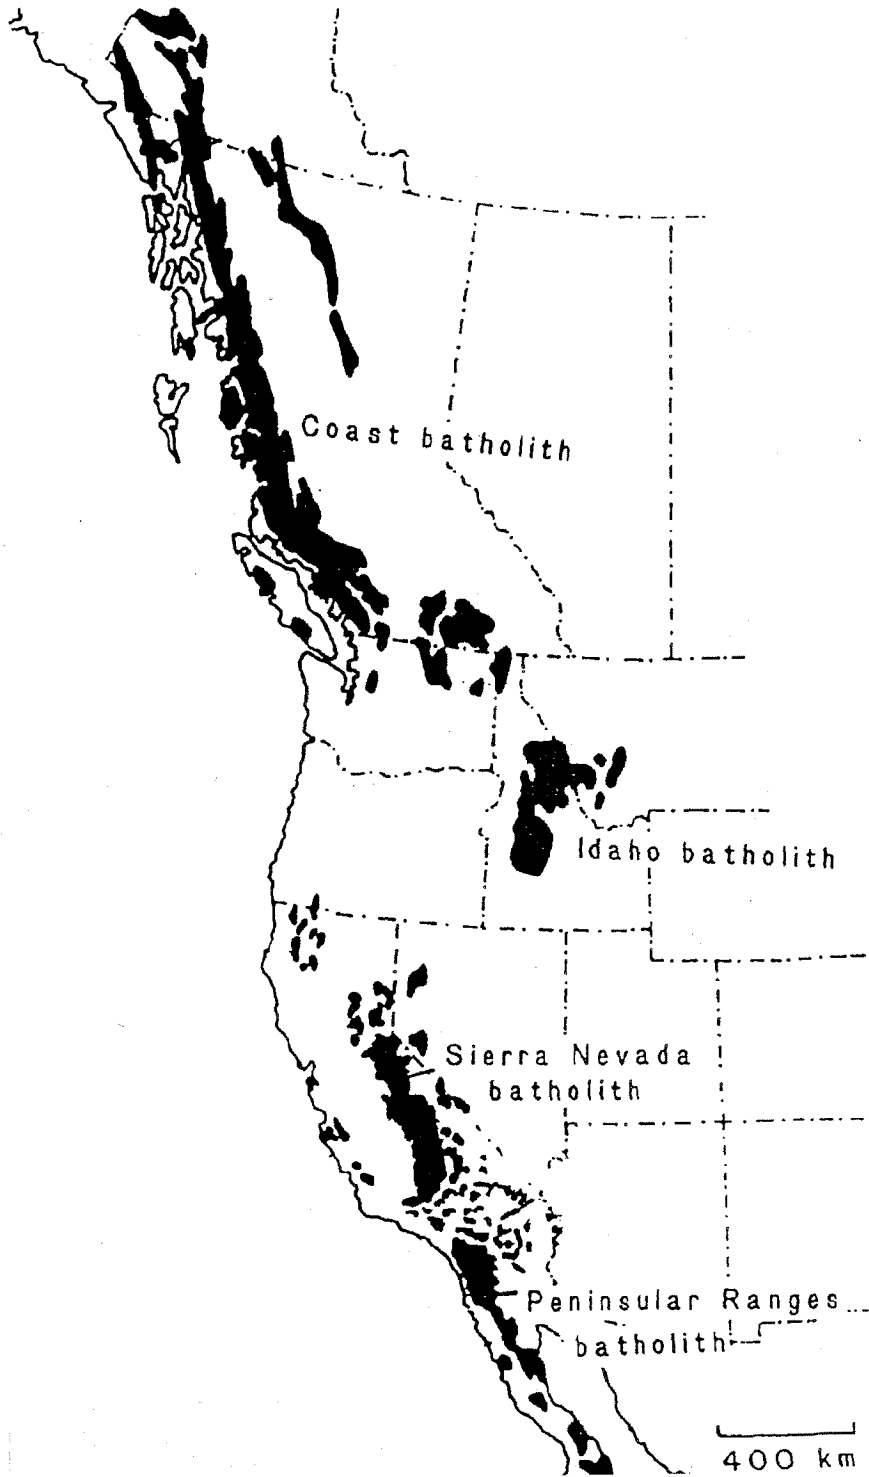 Coast batholith
Idaho batholith
Sierra Nevada
batholith
Peninsular Ranges
batholith
400 km